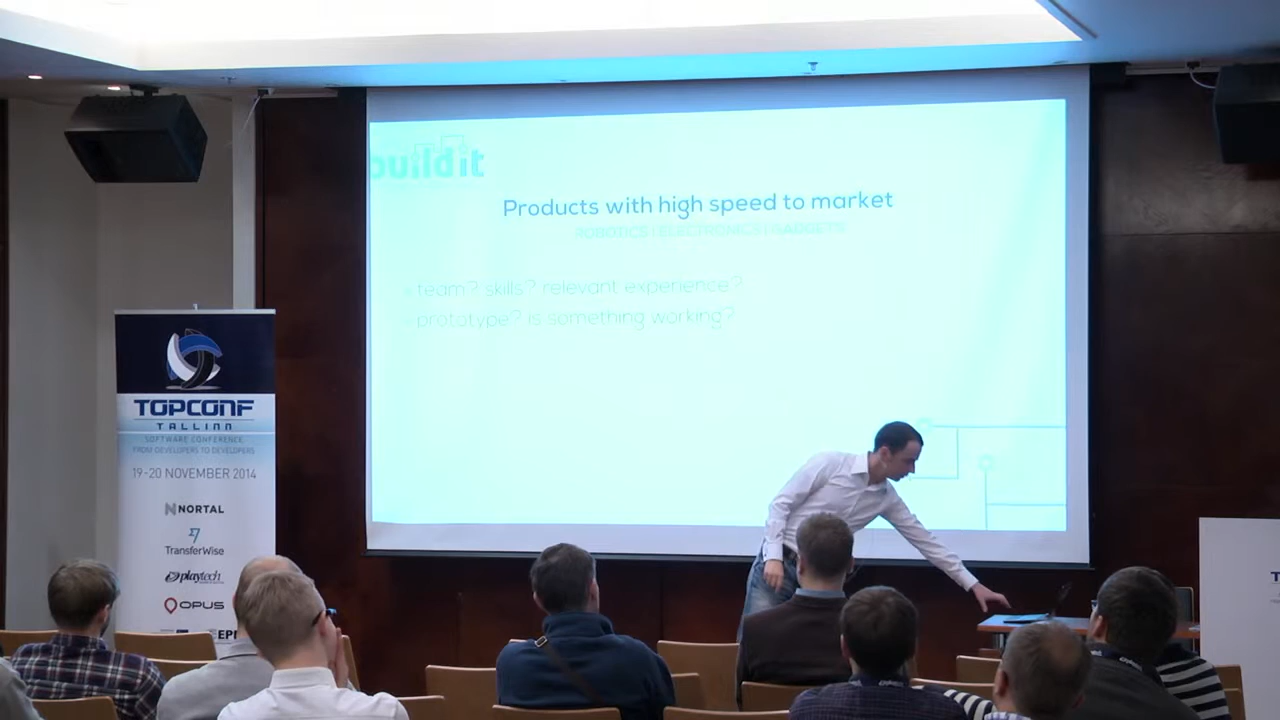 buildit
Products with high speed to market
ROBOTICS | ELECTRONICS | GADGETS
team? skills? relevant experience?
prototype? is something working?
TOPCONF
TALLINN
SOFTWARE CONFERENCE
FROM DEVELOPERS TO DEVELOPERS
19-20 NOVEMBER 2014
NORTAL
TransferWise
playtech
OPUS